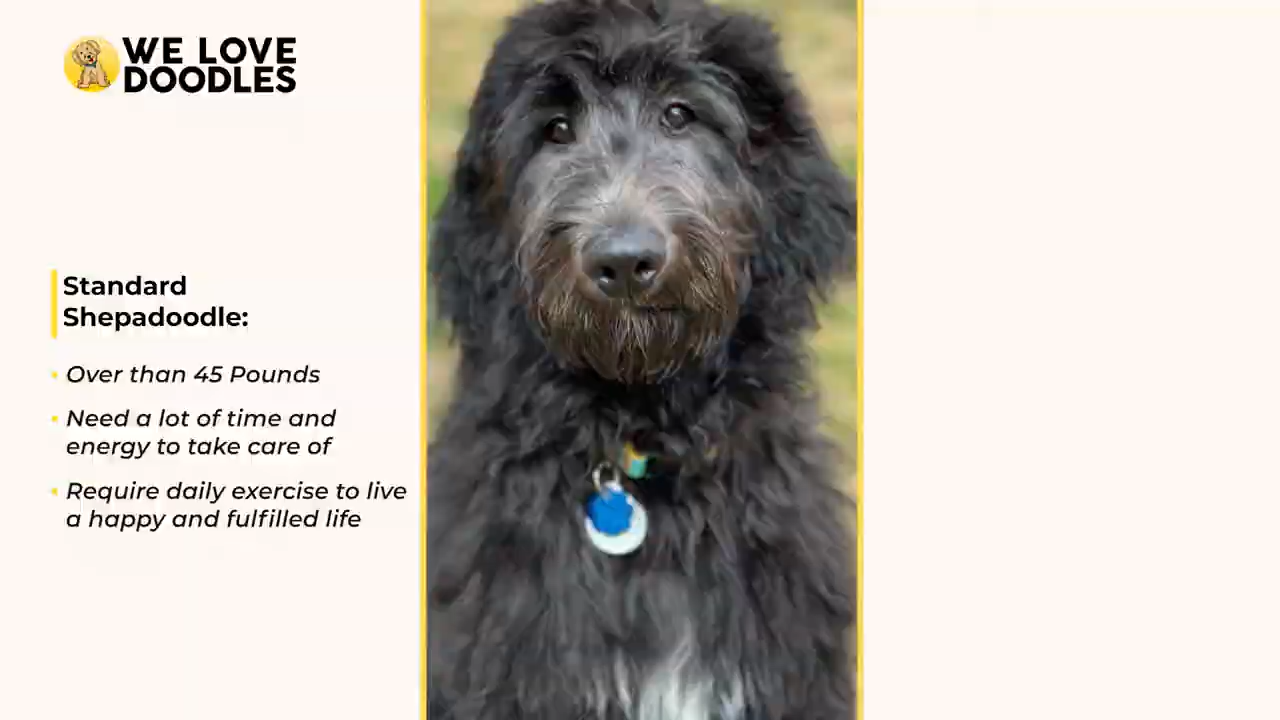 WE LOVE
DOODLES
Standard
Shepadoodle:
Over than 45 Pounds
Need a lot of time and
energy to take care of
Require daily exercise to live
a happy and fulfilled life